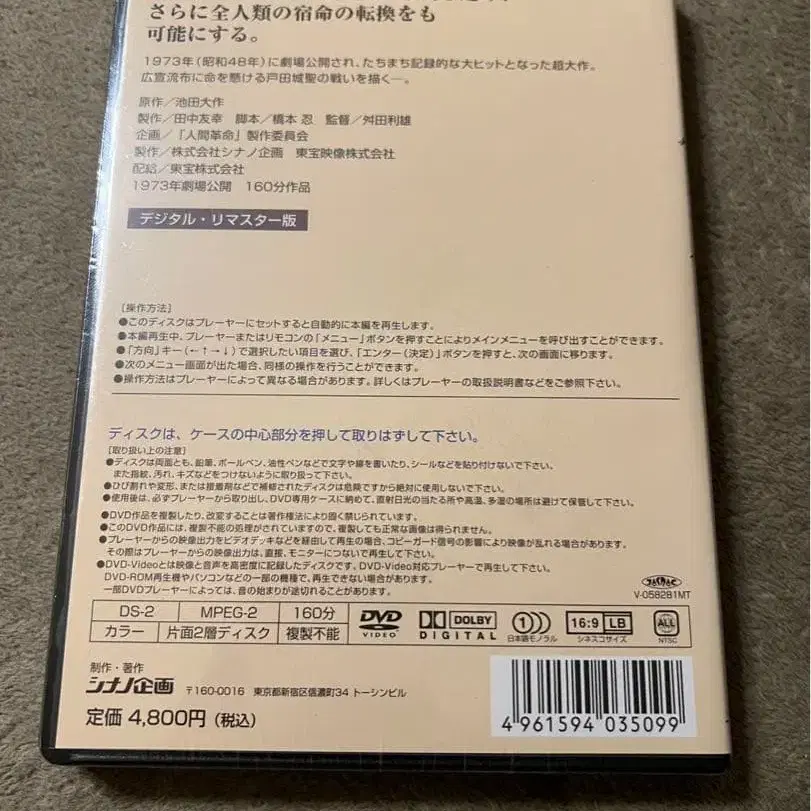 さらに全人類の宿命の転換をも
可能にする。
1973年(昭和48年)に劇場公開され、たちまち記録的な大ヒットとなった超大作。
広宣流布に命を懸ける戸田城聖の戦いを描く―。
原作／池田大作
製作／田中友幸　脚本／橋本 忍　監督／舛田利雄
企画／「人間革命」製作委員会
製作／株式会社シナノ企画　東宝映像株式会社
配給／東宝株式会社
1973年劇場公開　160分作品
デジタル・リマスター版
[操作方法]
●このディスクはプレーヤーにセットすると自動的に本編を再生します。
●本編再生中、プレーヤーまたはリモコンの「メニュー」ボタンを押すことによりメインメニューを呼び出すことができます。
●「方向」キー(←↑→↓)で選択したい項目を選び、「エンター(決定)」ボタンを押すと、次の画面に移ります。
●次のメニュー画面が出た場合、同様の操作を行うことができます。
●操作方法はプレーヤーによって異なる場合があります。詳しくはプレーヤーの取扱説明書などをご参照下さい。
ディスクは、ケースの中心部分を押して取りはずして下さい。
[取り扱い上の注意]
●ディスクは両面とも、鉛筆、ボールペン、油性ペンなどで文字や線を書いたり、シールなどを貼り付けないで下さい。
また指紋、汚れ、キズなどをつけないように取り扱って下さい。
●ひび割れや変形、または接着剤などで補修されたディスクは危険ですから絶対に使用しないで下さい。
●使用後は、必ずプレーヤーから取り出し、DVD専用ケースに納めて、直射日光の当たる所や高温、多湿の場所は避けて保管して下さい。
●DVD作品を複製したり、改変することは著作権法により固く禁じられています。
●このDVD作品には、複製不能の処理がされていますので、複製しても正常な画像は得られません。
●プレーヤーからの映像出力をビデオデッキなどを経由して再生の場合、コピーガード信号の影響により映像が乱れる場合があります。
その際はプレーヤーからの映像出力は、直接、モニターにつないで再生して下さい。
●DVD-Videoとは映像と音声を高密度に記録したディスクです。DVD-Video対応プレーヤーで再生して下さい。
DVD-ROM再生機やパソコンなどの一部の機種で、再生できない場合があります。
一部DVDプレーヤーによっては、音の始まりが途切れることがあります。
V-058281MT
DS-2 MPEG-2 160分
カラー 片面2層ディスク 複製不能
DVD VIDEO
DOLBY DIGITAL
1 日本語モノラル
16:9 LB シネスコサイズ
ALL NTSC
制作・著作
シナノ企画 〒160-0016　東京都新宿区信濃町34 トーシンビル
定価 4,800円（税込）
4 961594 035099